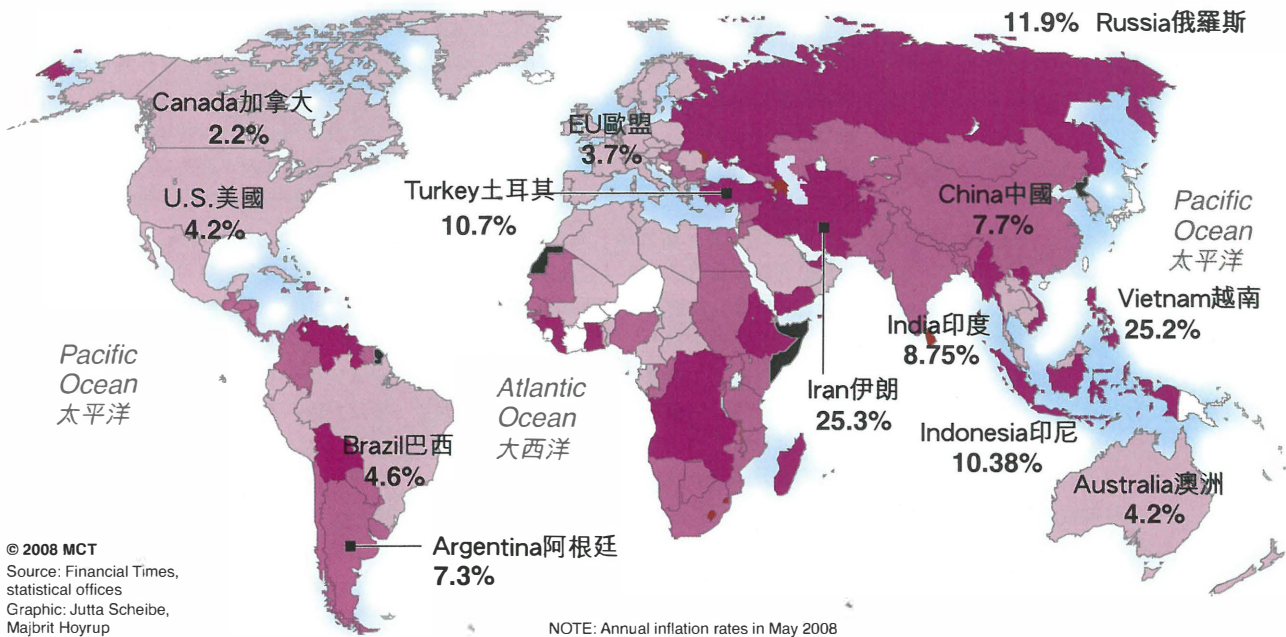 11.9% Russia俄羅斯
Canada加拿大
2.2%
EU歐盟
3.7%
U.S.美國
4.2%
Turkey土耳其
10.7%
China中國
7.7%
Pacific
Ocean
太平洋
Vietnam越南
25.2%
India印度
8.75%
Pacific
Ocean
太平洋
Atlantic
Ocean
大西洋
Iran伊朗
25.3%
Indonesia印尼
10.38%
Brazil巴西
4.6%
Australia澳洲
4.2%
Argentina阿根廷
7.3%
© 2008 MCT
Source: Financial Times,
statistical offices
Graphic: Jutta Scheibe,
Majbrit Hoyrup
NOTE: Annual inflation rates in May 2008